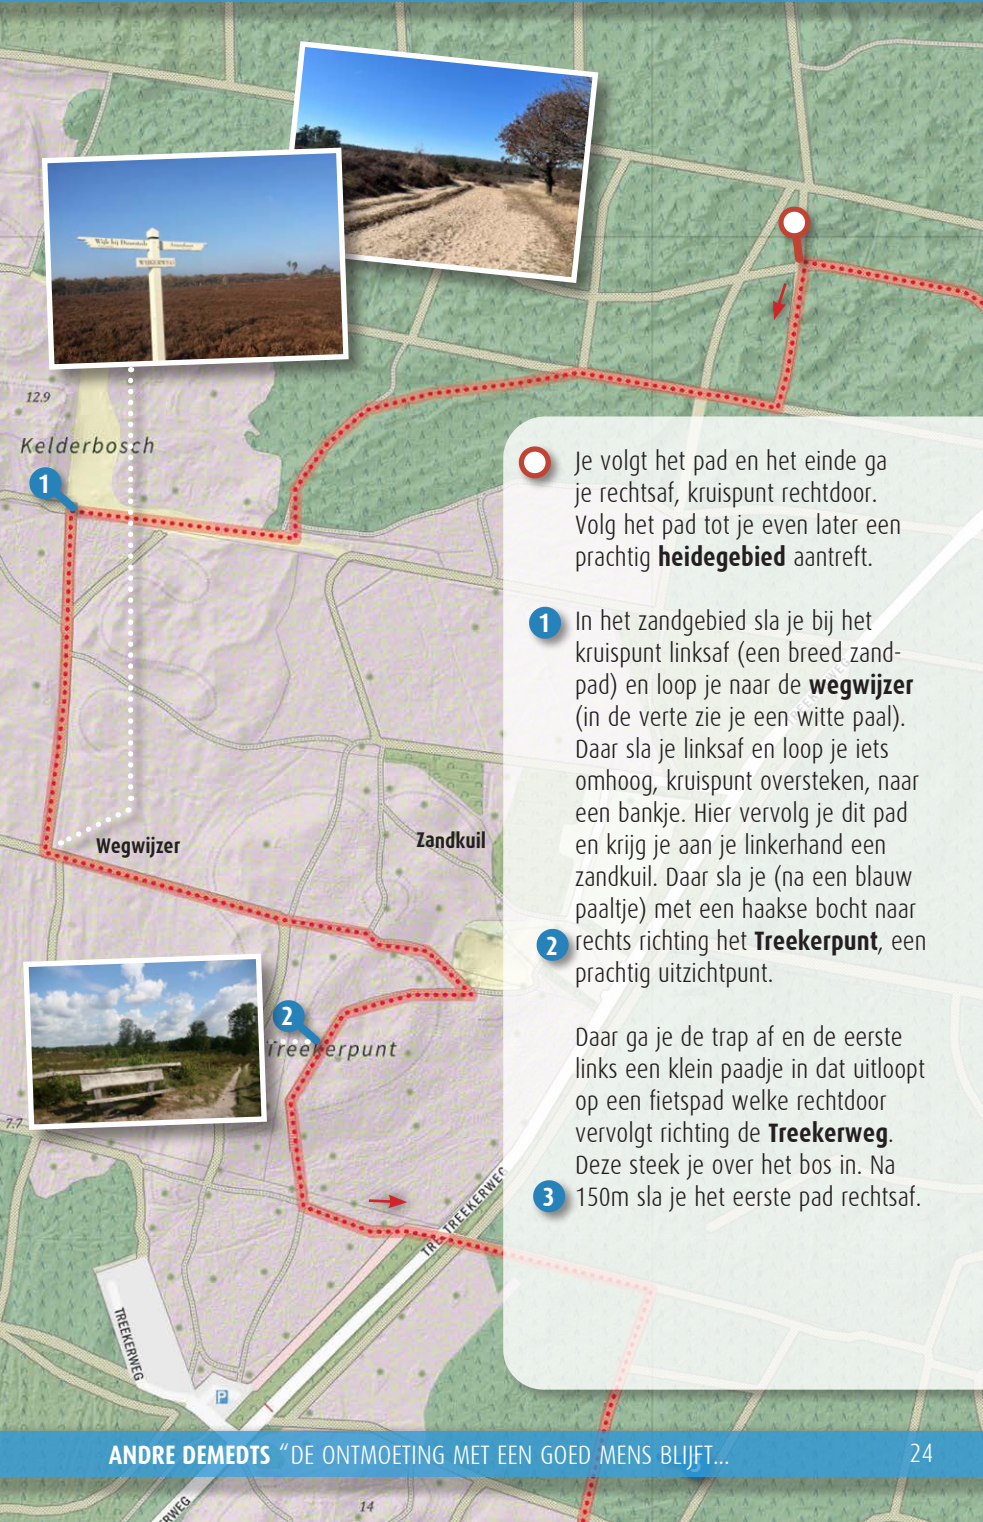 Wijk bij Duurstede
Amersfoort
WIJKERWEG
12.9
Kelderbosch
1
Je volgt het pad en het einde ga
je rechtsaf, kruispunt rechtdoor.
Volg het pad tot je even later een
prachtig heidegebied aantreft.
1 In het zandgebied sla je bij het
kruispunt linksaf (een breed zand-
pad) en loop je naar de wegwijzer
(in de verte zie je een witte paal).
Daar sla je linksaf en loop je iets
omhoog, kruispunt oversteken, naar
een bankje. Hier vervolg je dit pad
en krijg je aan je linkerhand een
zandkuil. Daar sla je (na een blauw
paaltje) met een haakse bocht naar
2 rechts richting het Treekerpunt, een
prachtig uitzichtpunt.
Daar ga je de trap af en de eerste
links een klein paadje in dat uitloopt
op een fietspad welke rechtdoor
vervolgt richting de Treekerweg.
Deze steek je over het bos in. Na
3 150m sla je het eerste pad rechtsaf.
Wegwijzer
Zandkuil
2
Treekerpunt
7.7
TREEKERWEG
TREEKERWEG
P
ANDRE DEMEDTS “DE ONTMOETING MET EEN GOED MENS BLIJFT...
24
14
RWEG